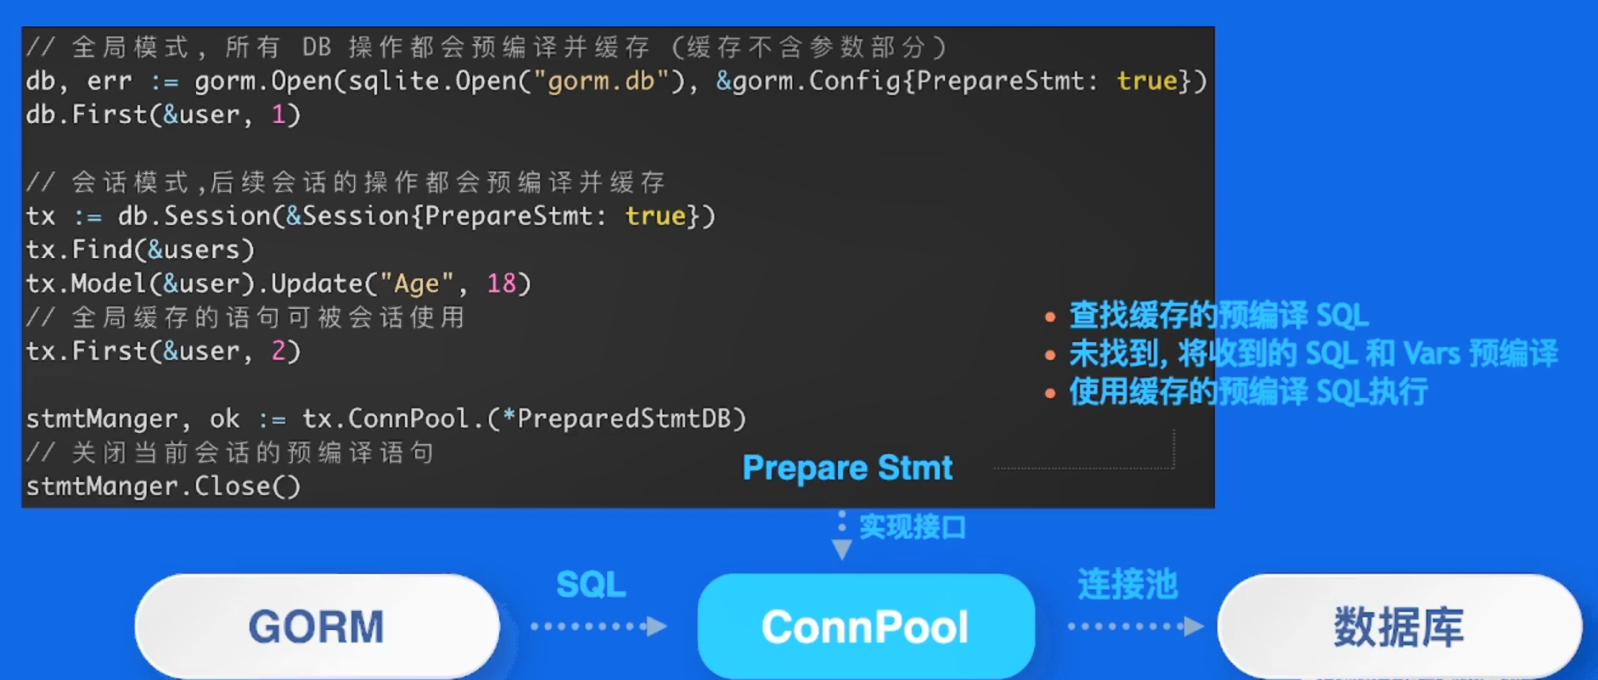 // 全局模式, 所有 DB 操作都会预编译并缓存 (缓存不含参数部分)
db, err := gorm.Open(sqlite.Open("gorm.db"), &gorm.Config{PrepareStmt: true})
db.First(&user, 1)
// 会话模式,后续会话的操作都会预编译并缓存
tx := db.Session(&Session{PrepareStmt: true})
tx.Find(&users)
tx.Model(&user).Update("Age", 18)
// 全局缓存的语句可被会话使用
tx.First(&user, 2)
stmtManger, ok := tx.ConnPool.(*PreparedStmtDB)
// 关闭当前会话的预编译语句
stmtManger.Close()
• 查找缓存的预编译 SQL
• 未找到, 将收到的 SQL 和 Vars 预编译
• 使用缓存的预编译 SQL执行
Prepare Stmt
实现接口
GORM
SQL
ConnPool
连接池
数据库